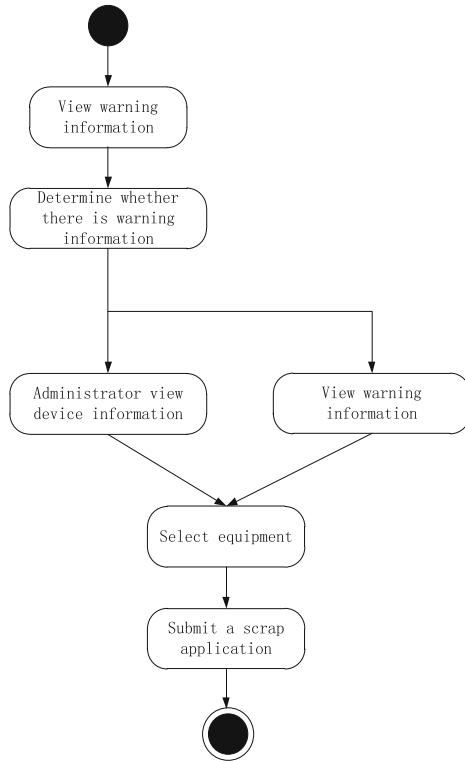 View warning
information
Determine whether
there is warning
information
Administrator view
device information
View warning
information
Select equipment
Submit a scrap
application